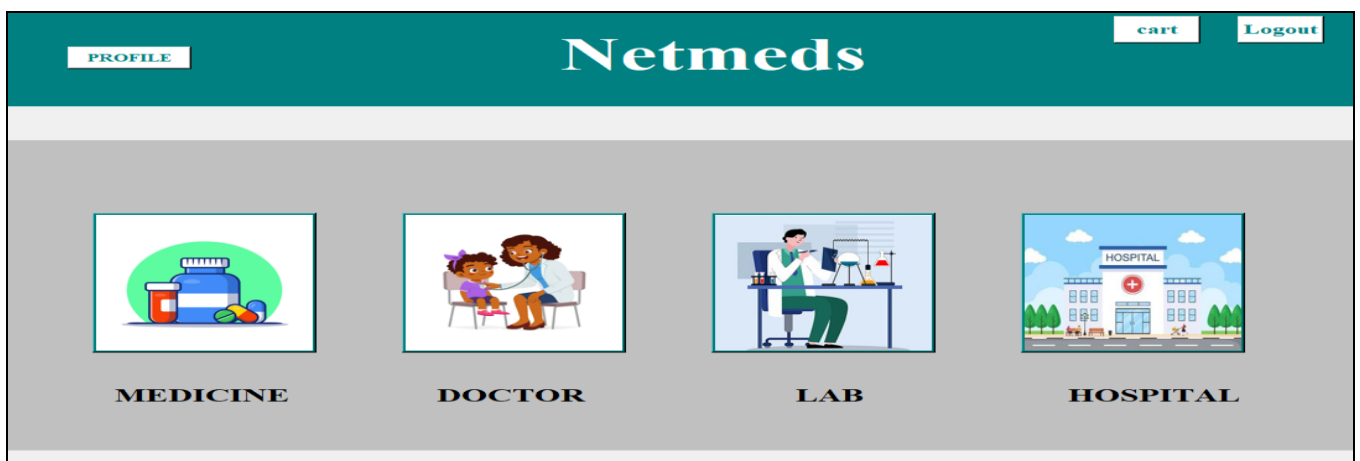 PROFILE
Netmeds
cart
Logout
HOSPITAL
MEDICINE
DOCTOR
LAB
HOSPITAL